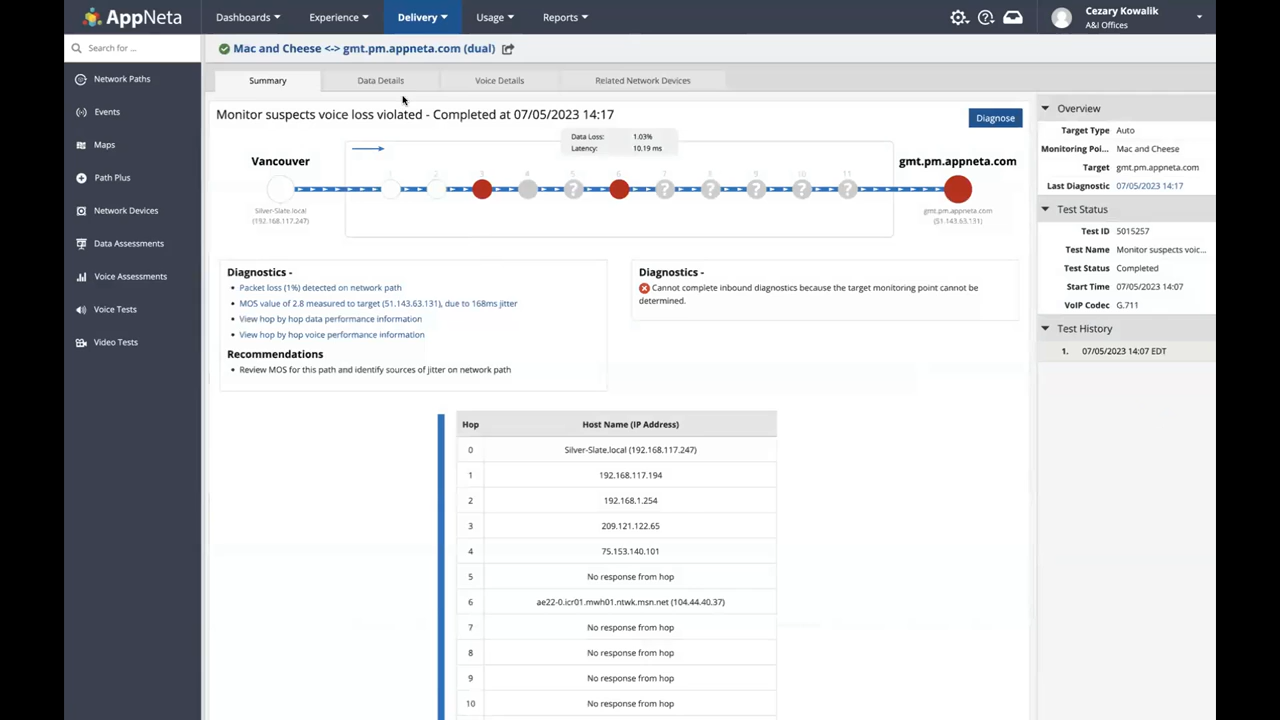 AppNeta
Dashboards
Experience
Delivery
Usage
Reports
Cezary Kowalik
A&I Offices
Search for ...
Mac and Cheese <-> gmt.pm.appneta.com (dual)
Network Paths
Events
Maps
Path Plus
Network Devices
Data Assessments
Voice Assessments
Voice Tests
Video Tests
Summary
Data Details
Voice Details
Related Network Devices
Monitor suspects voice loss violated - Completed at 07/05/2023 14:17
Diagnose
Data Loss: 1.03%
Latency: 10.19 ms
Vancouver
gmt.pm.appneta.com
1 2 3 4 5 6 7 8 9 10 11
? ? ? ? ? ?
Silver-Slate.local
(192.168.117.247)
gmt.pm.appneta.com
(51.143.63.131)
Diagnostics -
Packet loss (1%) detected on network path
MOS value of 2.8 measured to target (51.143.63.131), due to 168ms jitter
View hop by hop data performance information
View hop by hop voice performance information
Recommendations
Review MOS for this path and identify sources of jitter on network path
Diagnostics -
Cannot complete inbound diagnostics because the target monitoring point cannot be
determined.
Hop Host Name (IP Address)
0 Silver-Slate.local (192.168.117.247)
1 192.168.117.194
2 192.168.1.254
3 209.121.122.65
4 75.153.140.101
5 No response from hop
6 ae22-0.icr01.mwh01.ntwk.msn.net (104.44.40.37)
7 No response from hop
8 No response from hop
9 No response from hop
10 No response from hop
Overview
Target Type Auto
Monitoring Poi... Mac and Cheese
Target gmt.pm.appneta.com
Last Diagnostic 07/05/2023 14:17
Test Status
Test ID 5015257
Test Name Monitor suspects voic...
Test Status Completed
Start Time 07/05/2023 14:07
VoIP Codec G.711
Test History
1. 07/05/2023 14:07 EDT